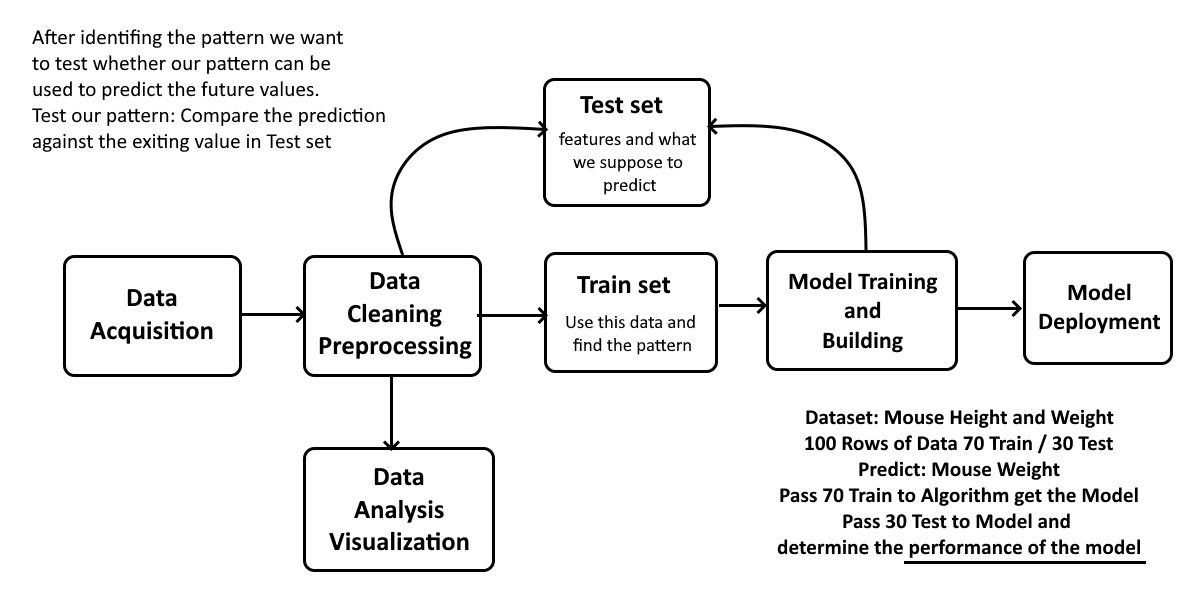 After identifing the pattern we want
to test whether our pattern can be
used to predict the future values.
Test our pattern: Compare the prediction
against the exiting value in Test set
Test set
features and what
we suppose to
predict
Data
Acquisition
Data
Cleaning
Preprocessing
Train set
Use this data and
find the pattern
Model Training
and
Building
Model
Deployment
Data
Analysis
Visualization
Dataset: Mouse Height and Weight
100 Rows of Data 70 Train / 30 Test
Predict: Mouse Weight
Pass 70 Train to Algorithm get the Model
Pass 30 Test to Model and
determine the performance of the model